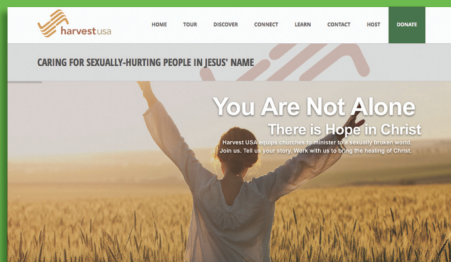 harvestusa
HOME TOUR DISCOVER CONNECT LEARN CONTACT HOST DONATE
CARING FOR SEXUALLY-HURTING PEOPLE IN JESUS' NAME
You Are Not Alone
There is Hope in Christ
Harvest USA equips churches to minister to a sexually broken world.
Join us. Tell us your story. Work with us to bring the healing of Christ.